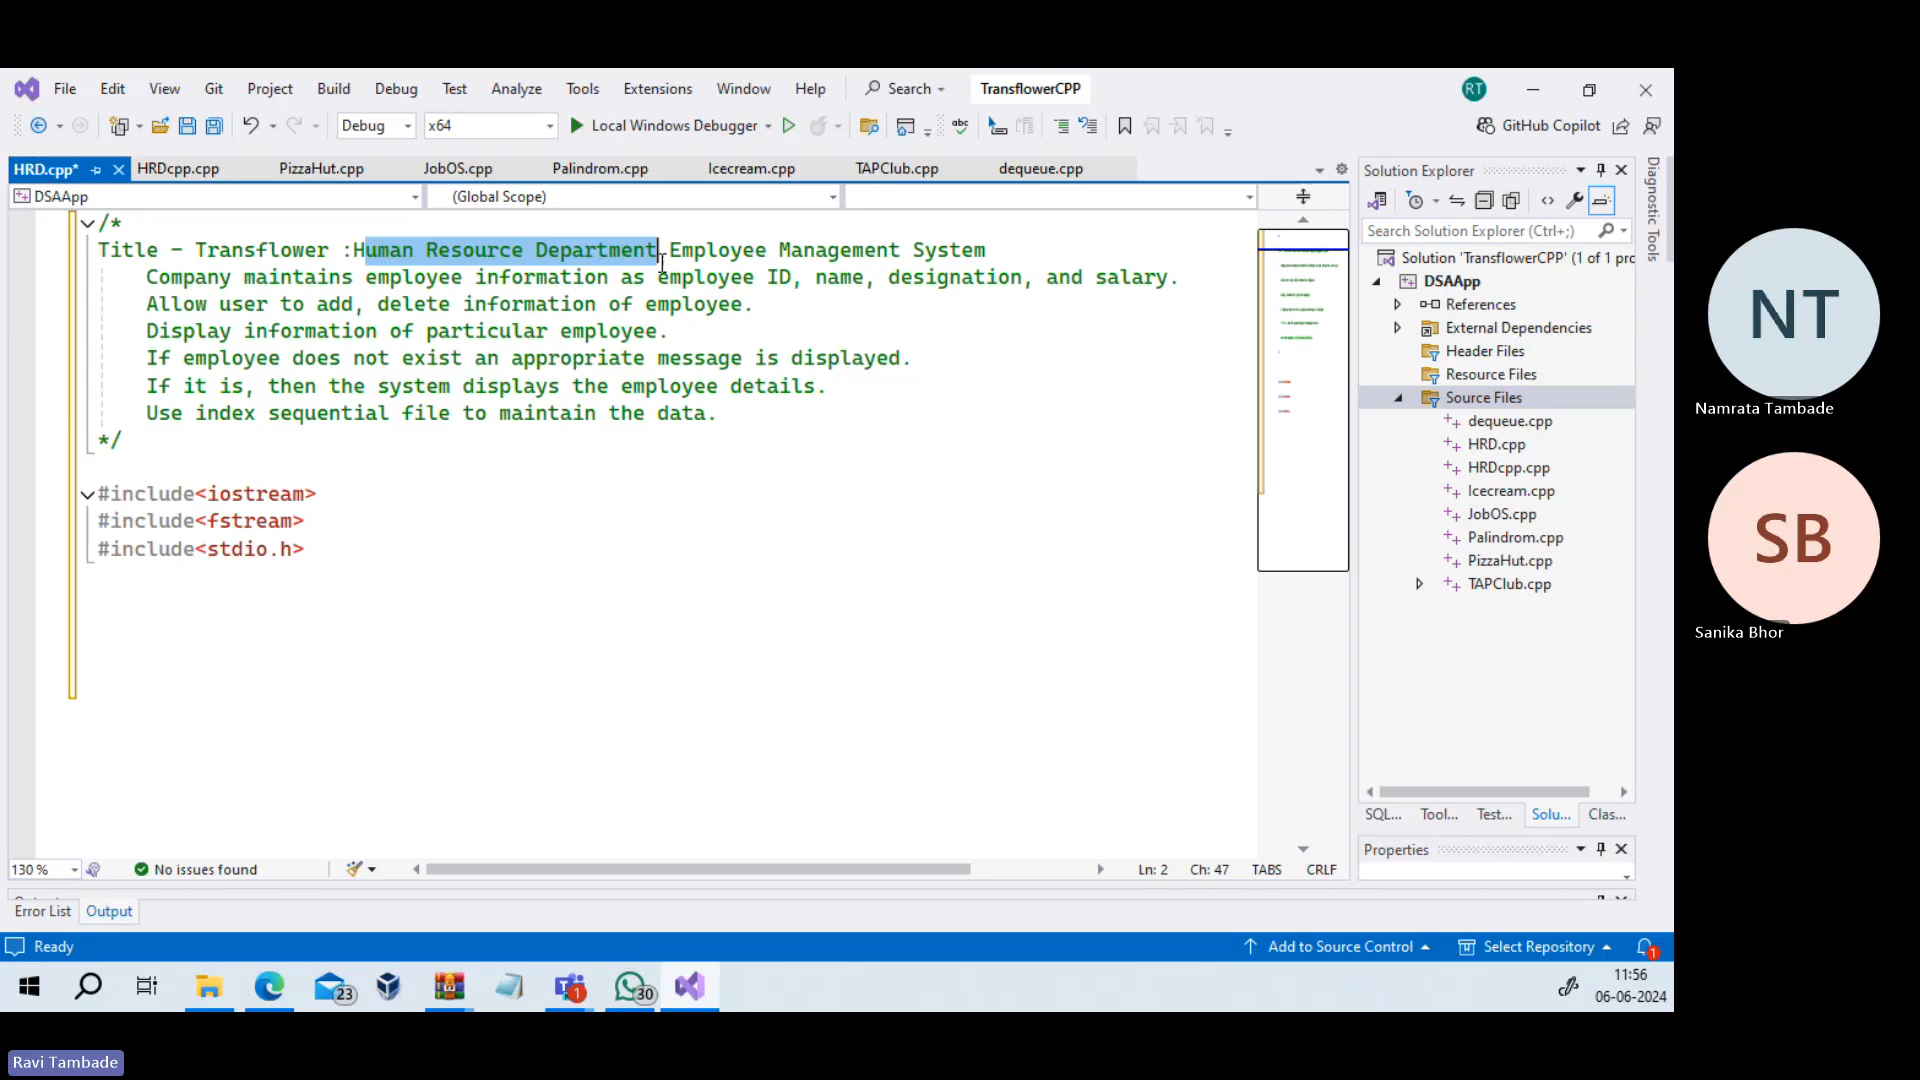 File Edit View Git Project Build Debug Test Analyze Tools Extensions Window Help Search TransflowerCPP RT
Debug x64 Local Windows Debugger GitHub Copilot
HRD.cpp* HRDcpp.cpp PizzaHut.cpp JobOS.cpp Palindrom.cpp Icecream.cpp TAPClub.cpp dequeue.cpp
DSAApp (Global Scope)
/*
Title - Transflower :Human Resource Department Employee Management System
Company maintains employee information as employee ID, name, designation, and salary.
Allow user to add, delete information of employee.
Display information of particular employee.
If employee does not exist an appropriate message is displayed.
If it is, then the system displays the employee details.
Use index sequential file to maintain the data.
*/
#include<iostream>
#include<fstream>
#include<stdio.h>
130 % No issues found Ln: 2 Ch: 47 TABS CRLF
Error List Output
Solution Explorer
Search Solution Explorer (Ctrl+;)
Solution 'TransflowerCPP' (1 of 1 prc
DSAApp
References
External Dependencies
Header Files
Resource Files
Source Files
dequeue.cpp
HRD.cpp
HRDcpp.cpp
Icecream.cpp
JobOS.cpp
Palindrom.cpp
PizzaHut.cpp
TAPClub.cpp
SQL... Tool... Test... Solu... Clas...
Properties
Diagnostic Tools
Ready Add to Source Control Select Repository 1
23 1 30
11:56
06-06-2024
NT
Namrata Tambade
SB
Sanika Bhor
Ravi Tambade